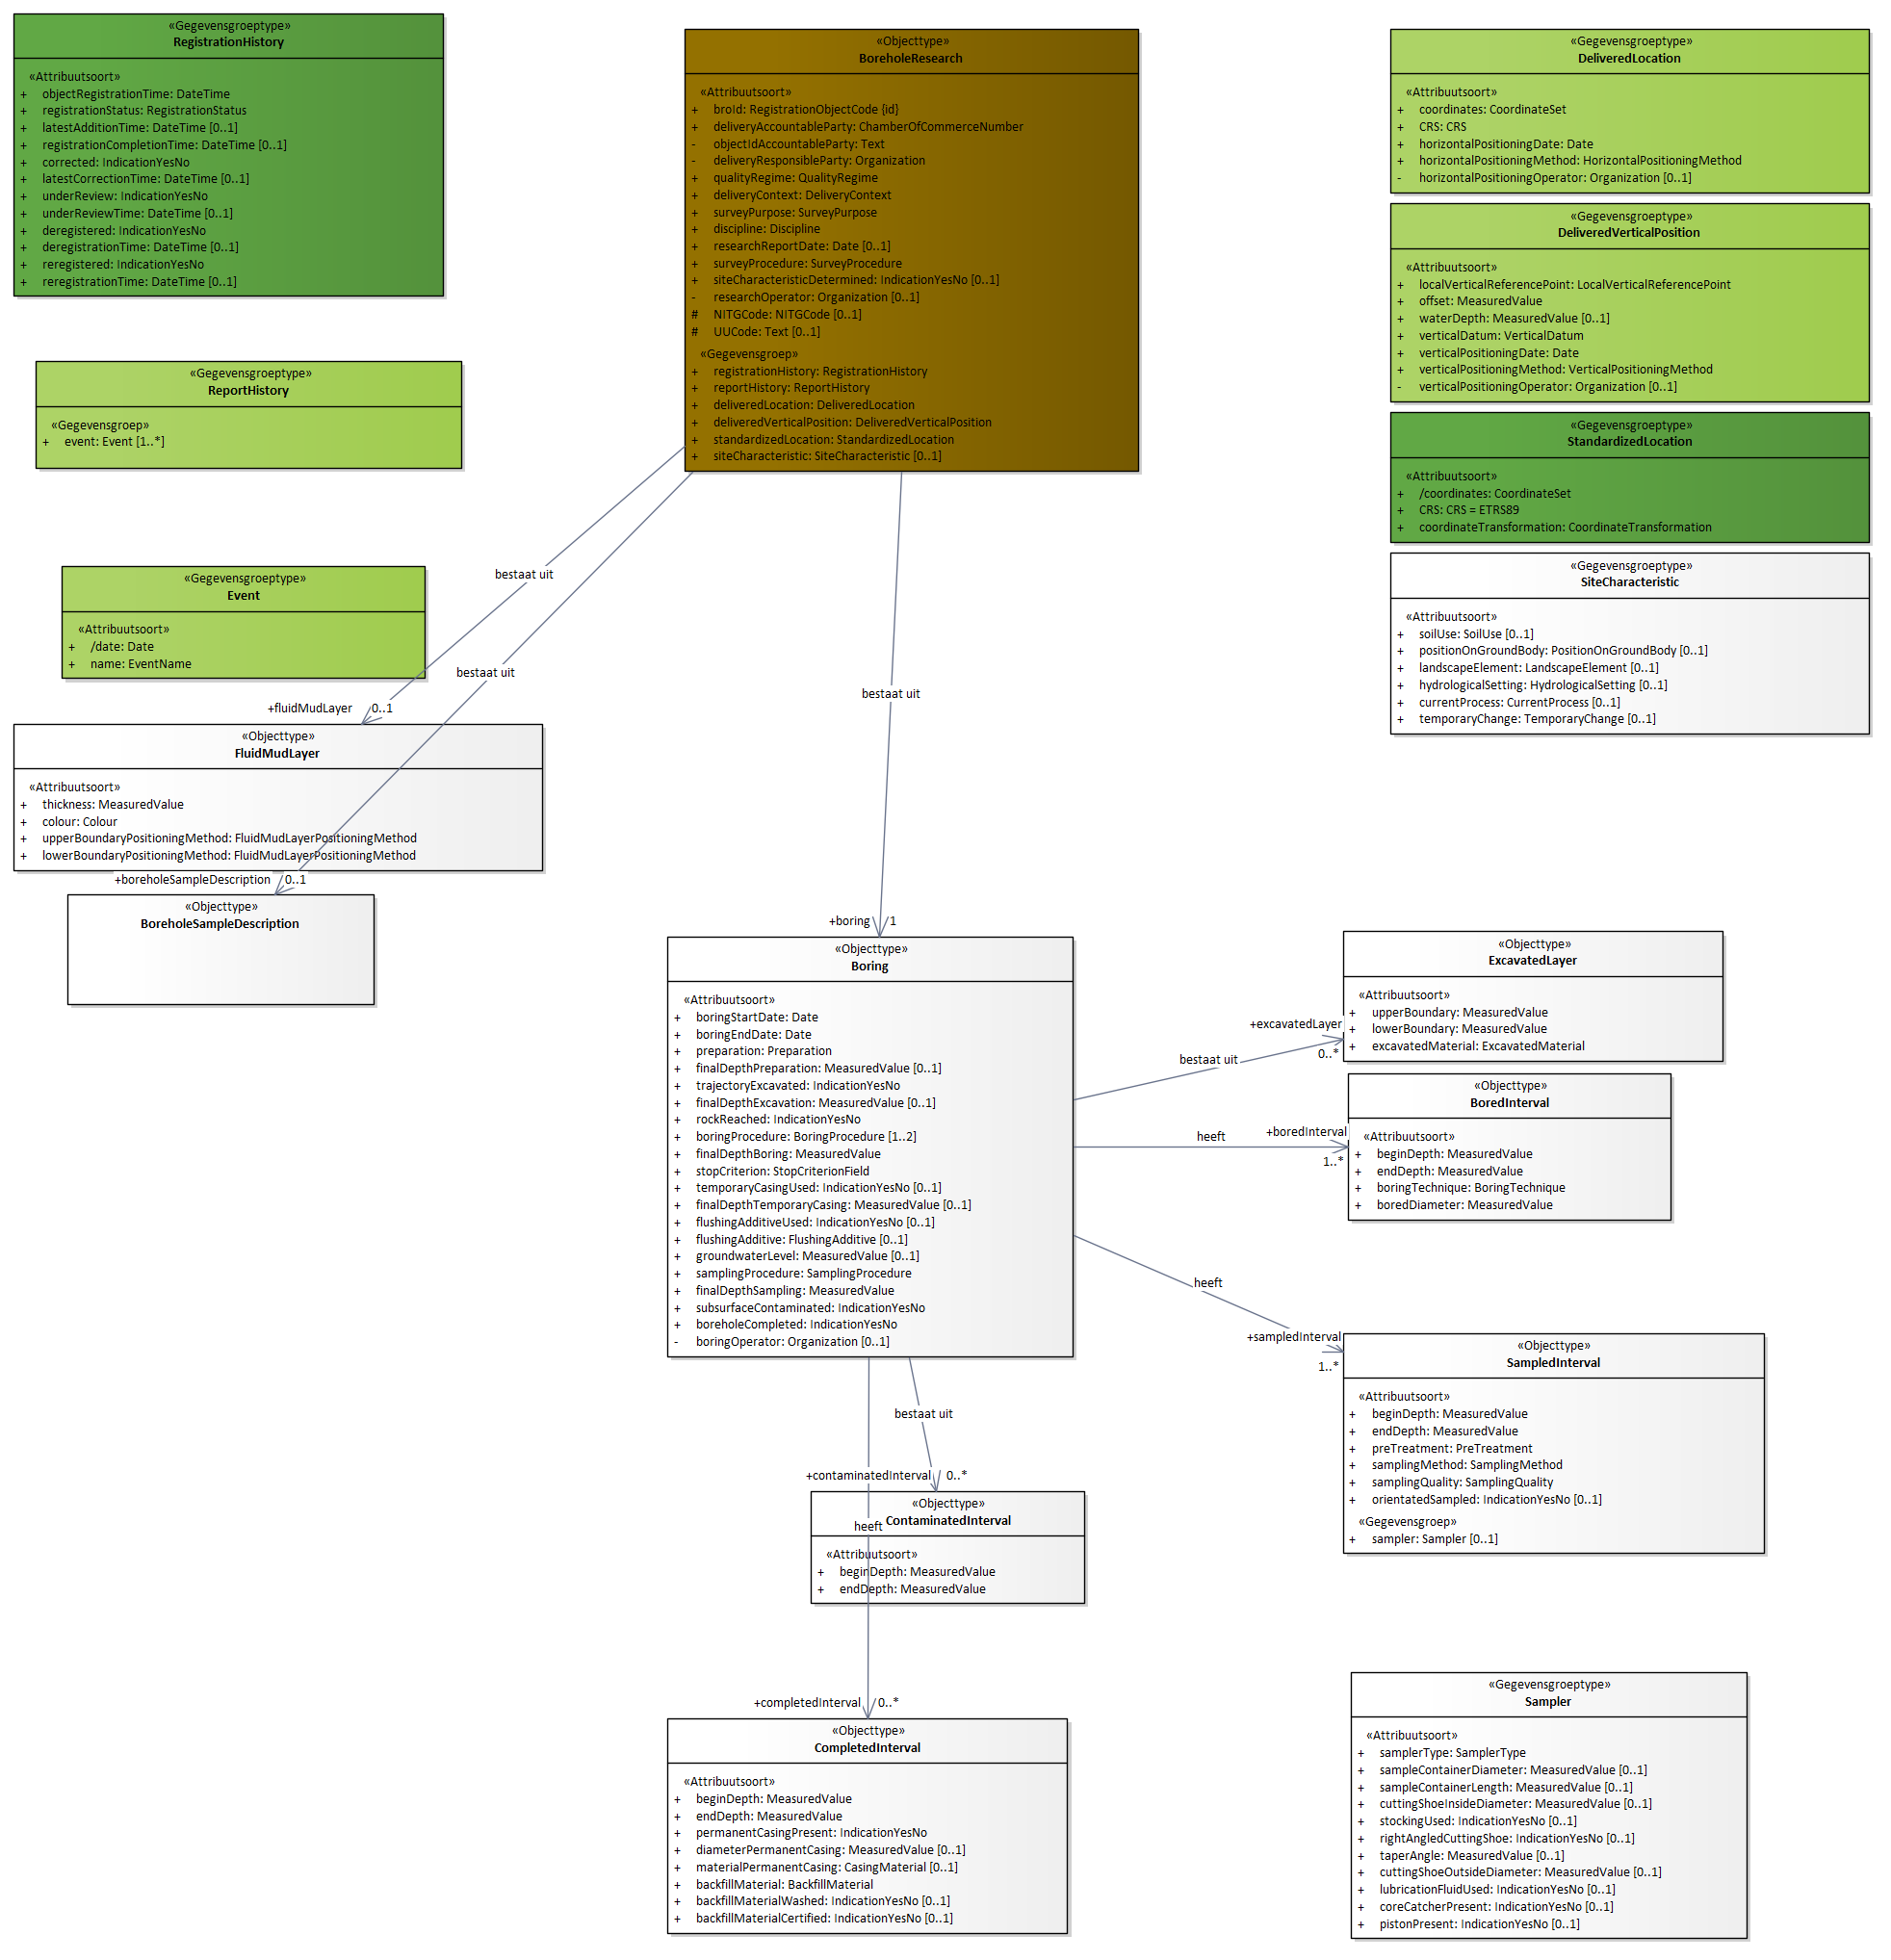 «Gegevensgroeptype»
RegistrationHistory
«Attribuutsoort»
+ objectRegistrationTime: DateTime
+ registrationStatus: RegistrationStatus
+ latestAdditionTime: DateTime [0..1]
+ registrationCompletionTime: DateTime [0..1]
+ corrected: IndicationYesNo
+ latestCorrectionTime: DateTime [0..1]
+ underReview: IndicationYesNo
+ underReviewTime: DateTime [0..1]
+ deregistered: IndicationYesNo
+ deregistrationTime: DateTime [0..1]
+ reregistered: IndicationYesNo
+ reregistrationTime: DateTime [0..1]
«Objecttype»
BoreholeResearch
«Attribuutsoort»
+ broId: RegistrationObjectCode {id}
+ deliveryAccountableParty: ChamberOfCommerceNumber
- objectIdAccountableParty: Text
- deliveryResponsibleParty: Organization
+ qualityRegime: QualityRegime
+ deliveryContext: DeliveryContext
+ surveyPurpose: SurveyPurpose
+ discipline: Discipline
+ researchReportDate: Date [0..1]
+ surveyProcedure: SurveyProcedure
+ siteCharacteristicDetermined: IndicationYesNo [0..1]
- researchOperator: Organization [0..1]
# NITGCode: NITGCode [0..1]
# UUCode: Text [0..1]
«Gegevensgroep»
+ registrationHistory: RegistrationHistory
+ reportHistory: ReportHistory
+ deliveredLocation: DeliveredLocation
+ deliveredVerticalPosition: DeliveredVerticalPosition
+ standardizedLocation: StandardizedLocation
+ siteCharacteristic: SiteCharacteristic [0..1]
«Gegevensgroeptype»
DeliveredLocation
«Attribuutsoort»
+ coordinates: CoordinateSet
+ CRS: CRS
+ horizontalPositioningDate: Date
+ horizontalPositioningMethod: HorizontalPositioningMethod
- horizontalPositioningOperator: Organization [0..1]
«Gegevensgroeptype»
DeliveredVerticalPosition
«Attribuutsoort»
+ localVerticalReferencePoint: LocalVerticalReferencePoint
+ offset: MeasuredValue
+ waterDepth: MeasuredValue [0..1]
+ verticalDatum: VerticalDatum
+ verticalPositioningDate: Date
+ verticalPositioningMethod: VerticalPositioningMethod
- verticalPositioningOperator: Organization [0..1]
«Gegevensgroeptype»
StandardizedLocation
«Attribuutsoort»
+ /coordinates: CoordinateSet
+ CRS: CRS = ETRS89
+ coordinateTransformation: CoordinateTransformation
«Gegevensgroeptype»
SiteCharacteristic
«Attribuutsoort»
+ soilUse: SoilUse [0..1]
+ positionOnGroundBody: PositionOnGroundBody [0..1]
+ landscapeElement: LandscapeElement [0..1]
+ hydrologicalSetting: HydrologicalSetting [0..1]
+ currentProcess: CurrentProcess [0..1]
+ temporaryChange: TemporaryChange [0..1]
«Gegevensgroeptype»
ReportHistory
«Gegevensgroep»
+ event: Event [1..*]
«Gegevensgroeptype»
Event
«Attribuutsoort»
+ /date: Date
+ name: EventName
bestaat uit
bestaat uit
bestaat uit
+fluidMudLayer 0..1
«Objecttype»
FluidMudLayer
«Attribuutsoort»
+ thickness: MeasuredValue
+ colour: Colour
+ upperBoundaryPositioningMethod: FluidMudLayerPositioningMethod
+ lowerBoundaryPositioningMethod: FluidMudLayerPositioningMethod
+boreholeSampleDescription 0..1
«Objecttype»
BoreholeSampleDescription
+boring 1
«Objecttype»
Boring
«Attribuutsoort»
+ boringStartDate: Date
+ boringEndDate: Date
+ preparation: Preparation
+ finalDepthPreparation: MeasuredValue [0..1]
+ trajectoryExcavated: IndicationYesNo
+ finalDepthExcavation: MeasuredValue [0..1]
+ rockReached: IndicationYesNo
+ boringProcedure: BoringProcedure [1..2]
+ finalDepthBoring: MeasuredValue
+ stopCriterion: StopCriterionField
+ temporaryCasingUsed: IndicationYesNo [0..1]
+ finalDepthTemporaryCasing: MeasuredValue [0..1]
+ flushingAdditiveUsed: IndicationYesNo [0..1]
+ flushingAdditive: FlushingAdditive [0..1]
+ groundwaterLevel: MeasuredValue [0..1]
+ samplingProcedure: SamplingProcedure
+ finalDepthSampling: MeasuredValue
+ subsurfaceContaminated: IndicationYesNo
+ boreholeCompleted: IndicationYesNo
- boringOperator: Organization [0..1]
bestaat uit
+excavatedLayer
0..*
«Objecttype»
ExcavatedLayer
«Attribuutsoort»
+ upperBoundary: MeasuredValue
+ lowerBoundary: MeasuredValue
+ excavatedMaterial: ExcavatedMaterial
heeft
+boredInterval
1..*
«Objecttype»
BoredInterval
«Attribuutsoort»
+ beginDepth: MeasuredValue
+ endDepth: MeasuredValue
+ boringTechnique: BoringTechnique
+ boredDiameter: MeasuredValue
heeft
+sampledInterval
1..*
«Objecttype»
SampledInterval
«Attribuutsoort»
+ beginDepth: MeasuredValue
+ endDepth: MeasuredValue
+ preTreatment: PreTreatment
+ samplingMethod: SamplingMethod
+ samplingQuality: SamplingQuality
+ orientatedSampled: IndicationYesNo [0..1]
«Gegevensgroep»
+ sampler: Sampler [0..1]
bestaat uit
+contaminatedInterval 0..*
«Objecttype»
ContaminatedInterval
«Attribuutsoort»
+ beginDepth: MeasuredValue
+ endDepth: MeasuredValue
heeft
+completedInterval 0..*
«Objecttype»
CompletedInterval
«Attribuutsoort»
+ beginDepth: MeasuredValue
+ endDepth: MeasuredValue
+ permanentCasingPresent: IndicationYesNo
+ diameterPermanentCasing: MeasuredValue [0..1]
+ materialPermanentCasing: CasingMaterial [0..1]
+ backfillMaterial: BackfillMaterial
+ backfillMaterialWashed: IndicationYesNo [0..1]
+ backfillMaterialCertified: IndicationYesNo [0..1]
«Gegevensgroeptype»
Sampler
«Attribuutsoort»
+ samplerType: SamplerType
+ sampleContainerDiameter: MeasuredValue [0..1]
+ sampleContainerLength: MeasuredValue [0..1]
+ cuttingShoeInsideDiameter: MeasuredValue [0..1]
+ stockingUsed: IndicationYesNo [0..1]
+ rightAngledCuttingShoe: IndicationYesNo [0..1]
+ taperAngle: MeasuredValue [0..1]
+ cuttingShoeOutsideDiameter: MeasuredValue [0..1]
+ lubricationFluidUsed: IndicationYesNo [0..1]
+ coreCatcherPresent: IndicationYesNo [0..1]
+ pistonPresent: IndicationYesNo [0..1]